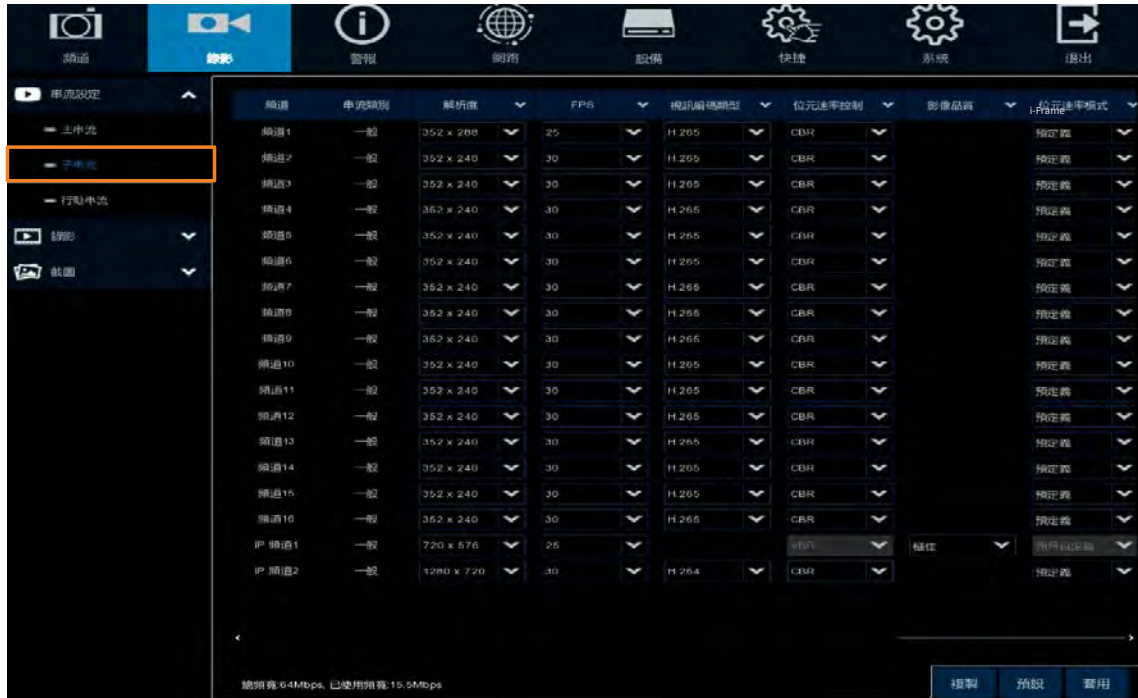 頻道 錄影 警報 網路 設備 快捷 系統 退出
串流設定
主串流
子串流
行動串流
錄影
截圖
頻道 串流類別 解析度 FPS 視訊編碼類型 位元速率控制 影像品質 位元速率模式
i-Frame
頻道1 一般 352 x 288 25 H.265 CBR 預定義
頻道2 一般 352 x 240 30 H.265 CBR 預定義
頻道3 一般 352 x 240 30 H.265 CBR 預定義
頻道4 一般 352 x 240 30 H.265 CBR 預定義
頻道5 一般 352 x 240 30 H.265 CBR 預定義
頻道6 一般 352 x 240 30 H.265 CBR 預定義
頻道7 一般 352 x 240 30 H.265 CBR 預定義
頻道8 一般 352 x 240 30 H.265 CBR 預定義
頻道9 一般 352 x 240 30 H.265 CBR 預定義
頻道10 一般 352 x 240 30 H.265 CBR 預定義
頻道11 一般 352 x 240 30 H.265 CBR 預定義
頻道12 一般 352 x 240 30 H.265 CBR 預定義
頻道13 一般 352 x 240 30 H.265 CBR 預定義
頻道14 一般 352 x 240 30 H.265 CBR 預定義
頻道15 一般 352 x 240 30 H.265 CBR 預定義
頻道16 一般 352 x 240 30 H.265 CBR 預定義
IP 頻道1 一般 720 x 576 25 VBR 極佳
IP 頻道2 一般 1280 x 720 30 H.264 CBR 預定義
總頻寬:64Mbps, 已使用頻寬:15.5Mbps
複製 預設 套用